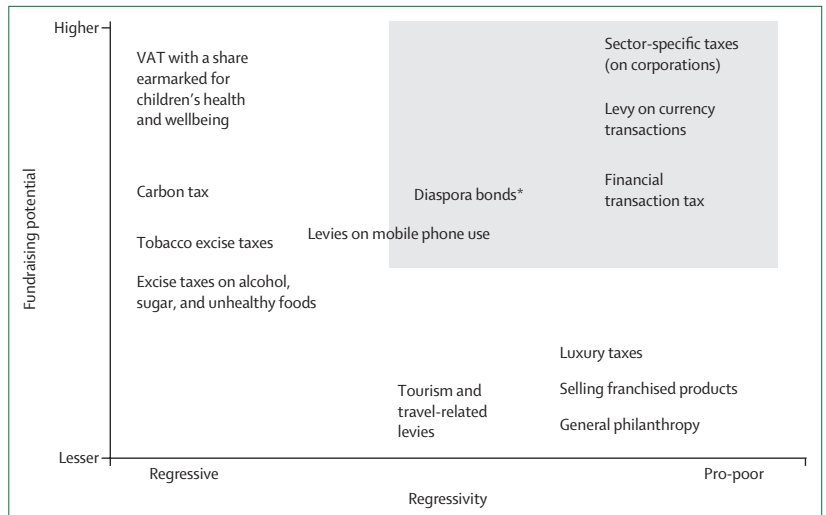 Higher
Sector-specific taxes
(on corporations)
VAT with a share
earmarked for
children’s health
and wellbeing
Levy on currency
transactions
Carbon tax
Diaspora bonds*
Financial
transaction tax
Tobacco excise taxes
Levies on mobile phone use
Excise taxes on alcohol,
sugar, and unhealthy foods
Fundraising potential
Luxury taxes
Tourism and
travel-related
levies
Selling franchised products
General philanthropy
Lesser
Regressive
Pro-poor
Regressivity